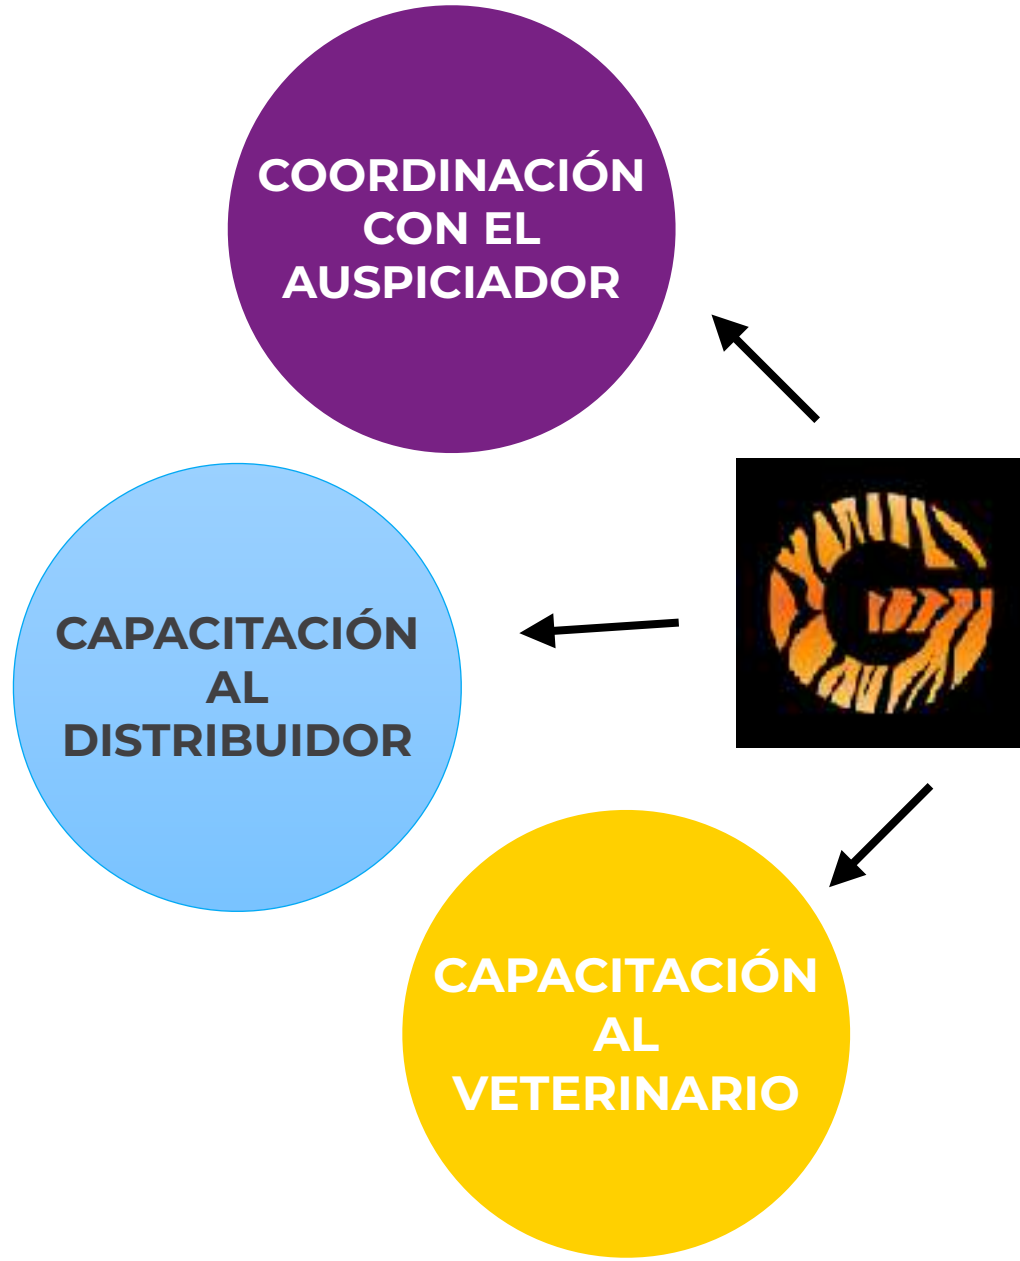 COORDINACIÓN
CON EL
AUSPICIADOR
CAPACITACIÓN
AL
DISTRIBUIDOR
CAPACITACIÓN
AL
VETERINARIO